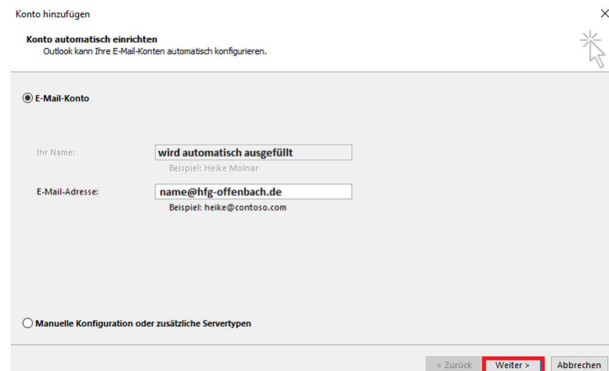 Konto hinzufügen
Konto automatisch einrichten
Outlook kann Ihre E-Mail-Konten automatisch konfigurieren.
E-Mail-Konto
Ihr Name: wird automatisch ausgefüllt
Beispiel: Heike Molnar
E-Mail-Adresse: name@hfg-offenbach.de
Beispiel: heike@contoso.com
Manuelle Konfiguration oder zusätzliche Servertypen
< Zurück Weiter > Abbrechen